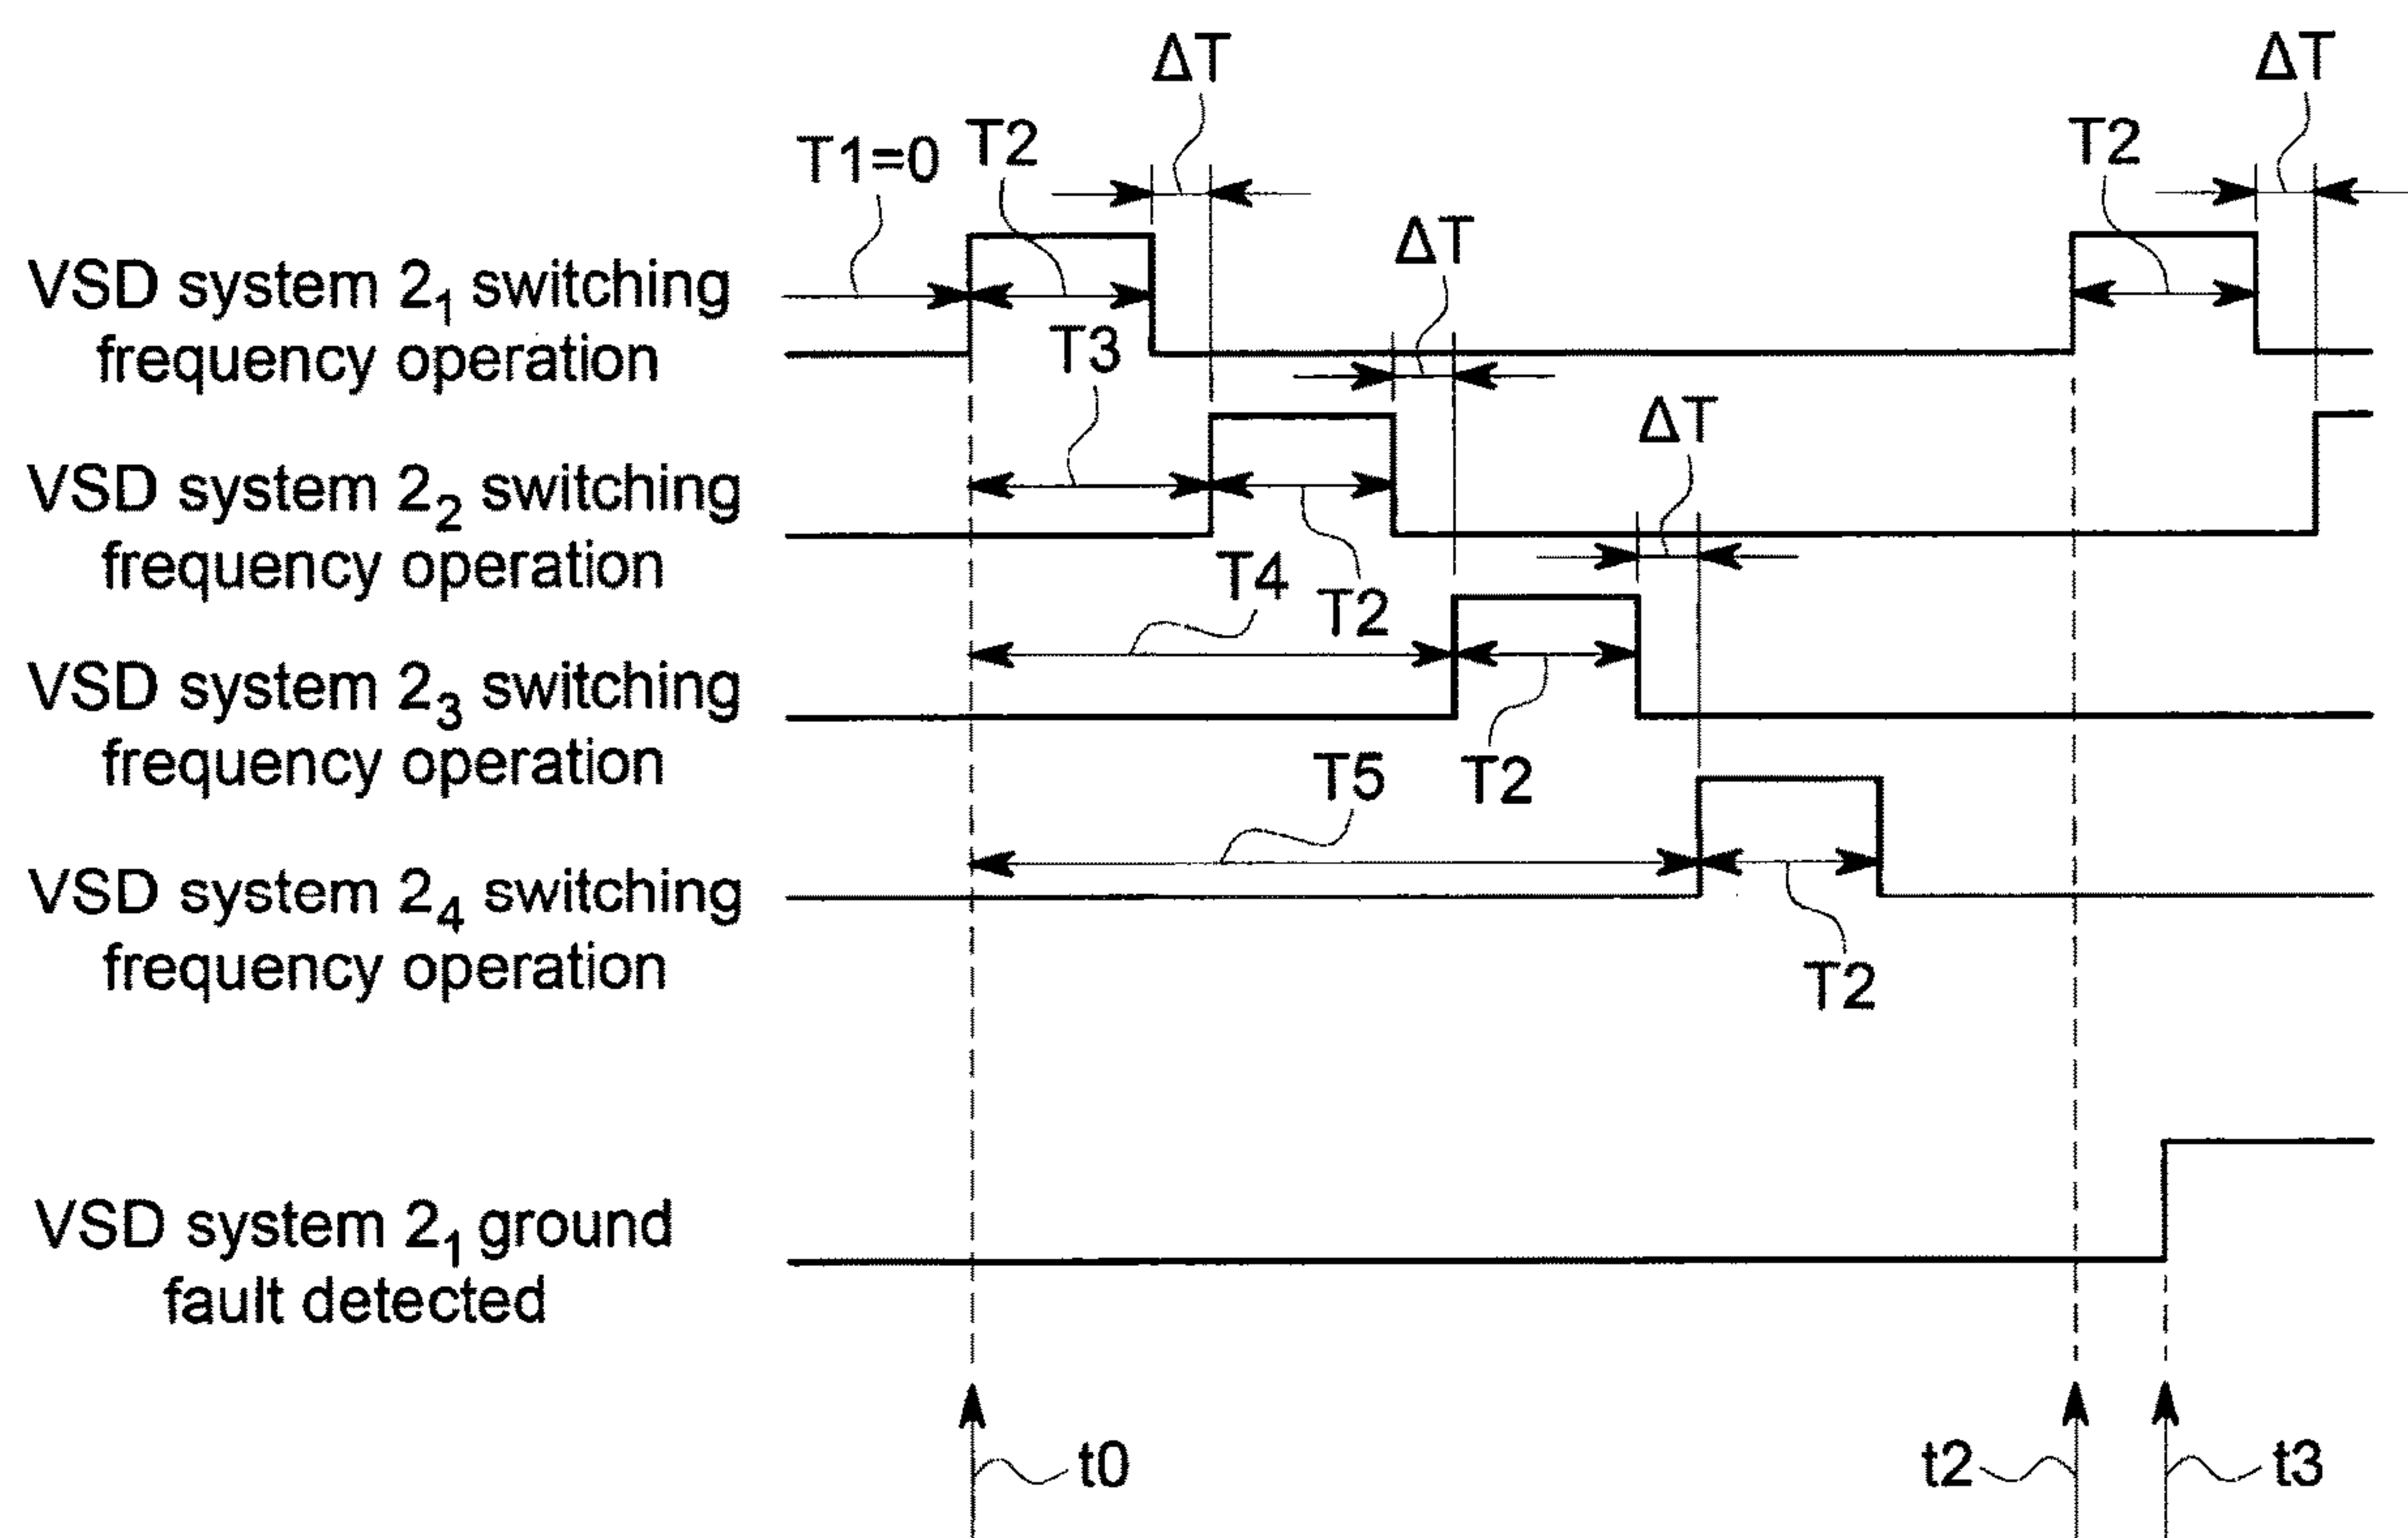 ΔT
ΔT
T1=0
T2
T2
ΔT
VSD system 2₁ switching
frequency operation
T3
ΔT
VSD system 2₂ switching
frequency operation
T4
T2
VSD system 2₃ switching
frequency operation
T2
T5
VSD system 2₄ switching
frequency operation
T2
VSD system 2₁ ground
fault detected
t0
t2
t3